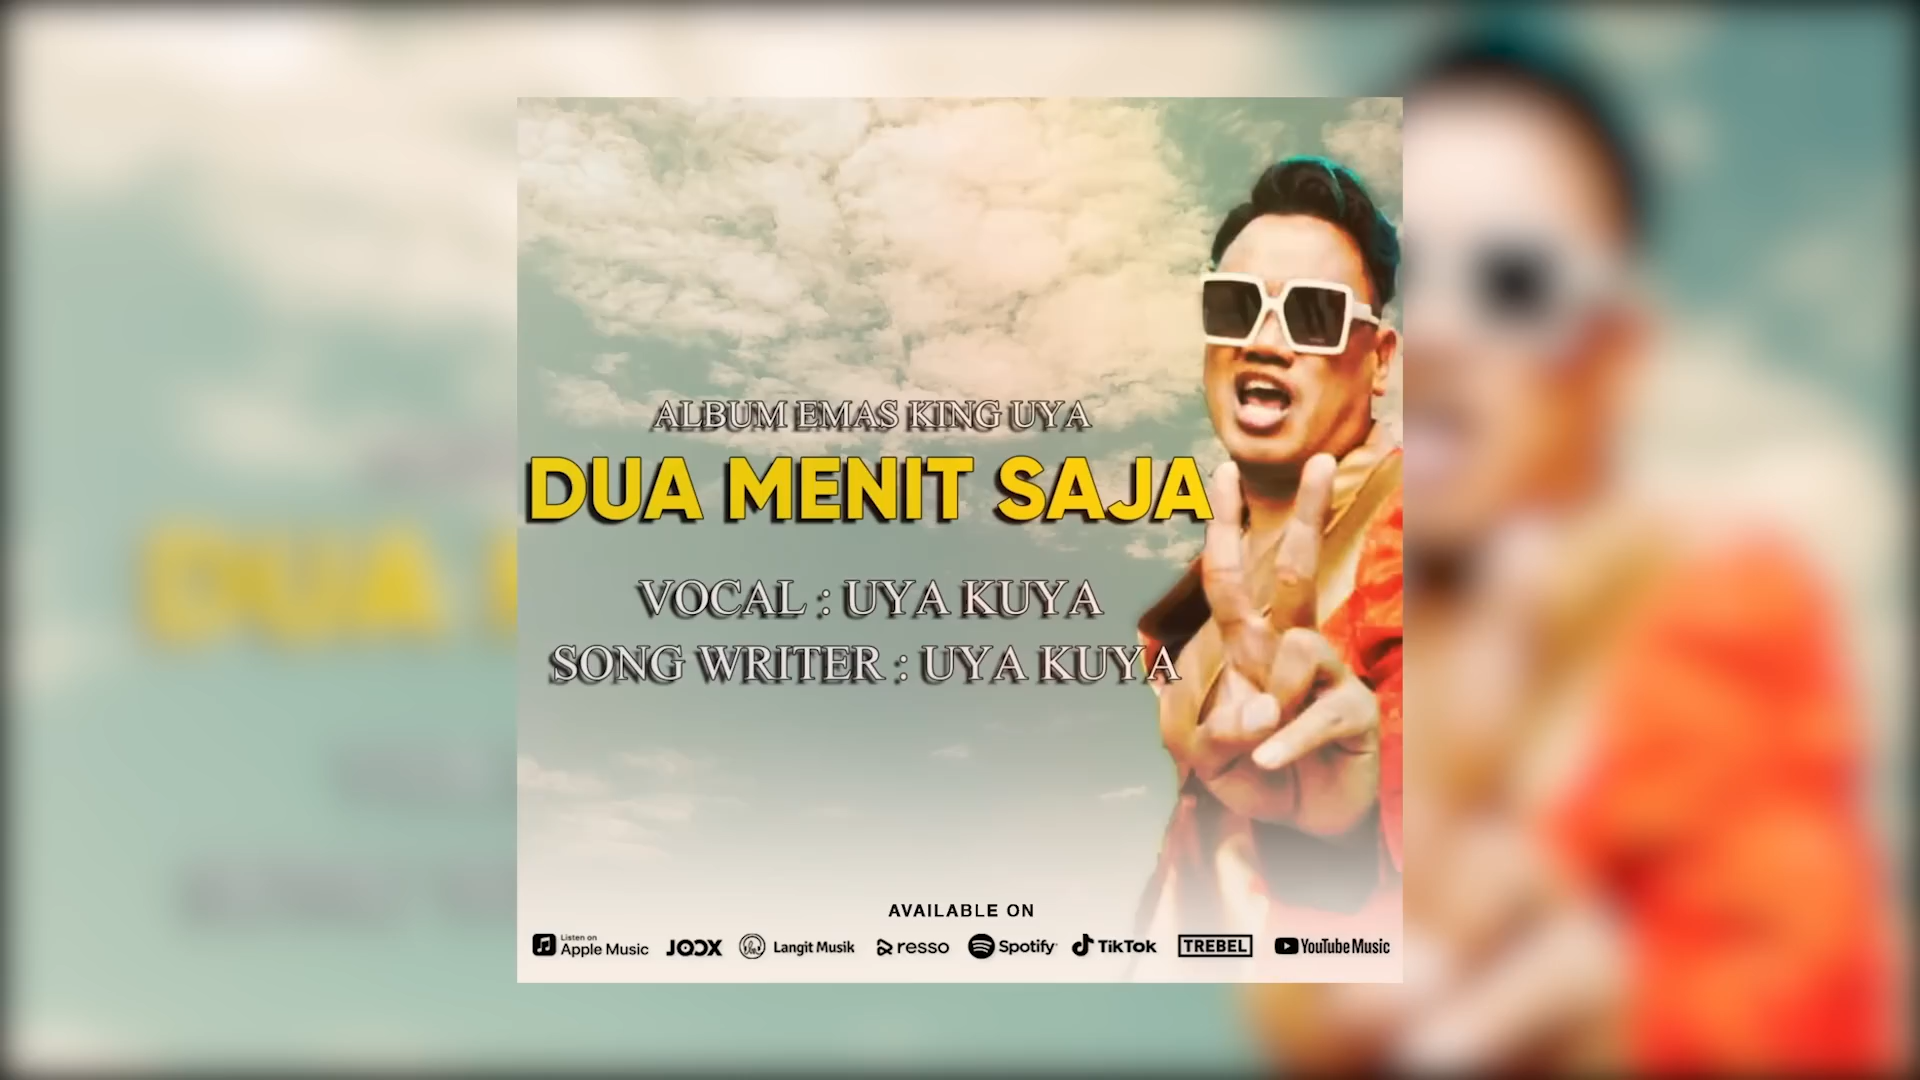 ALBUM EMAS KING UYA
DUA MENIT SAJA
VOCAL : UYA KUYA
SONG WRITER : UYA KUYA
AVAILABLE ON
Listen on
Apple Music JOOX Langit Musik resso Spotify TikTok TREBEL YouTube Music
DUA